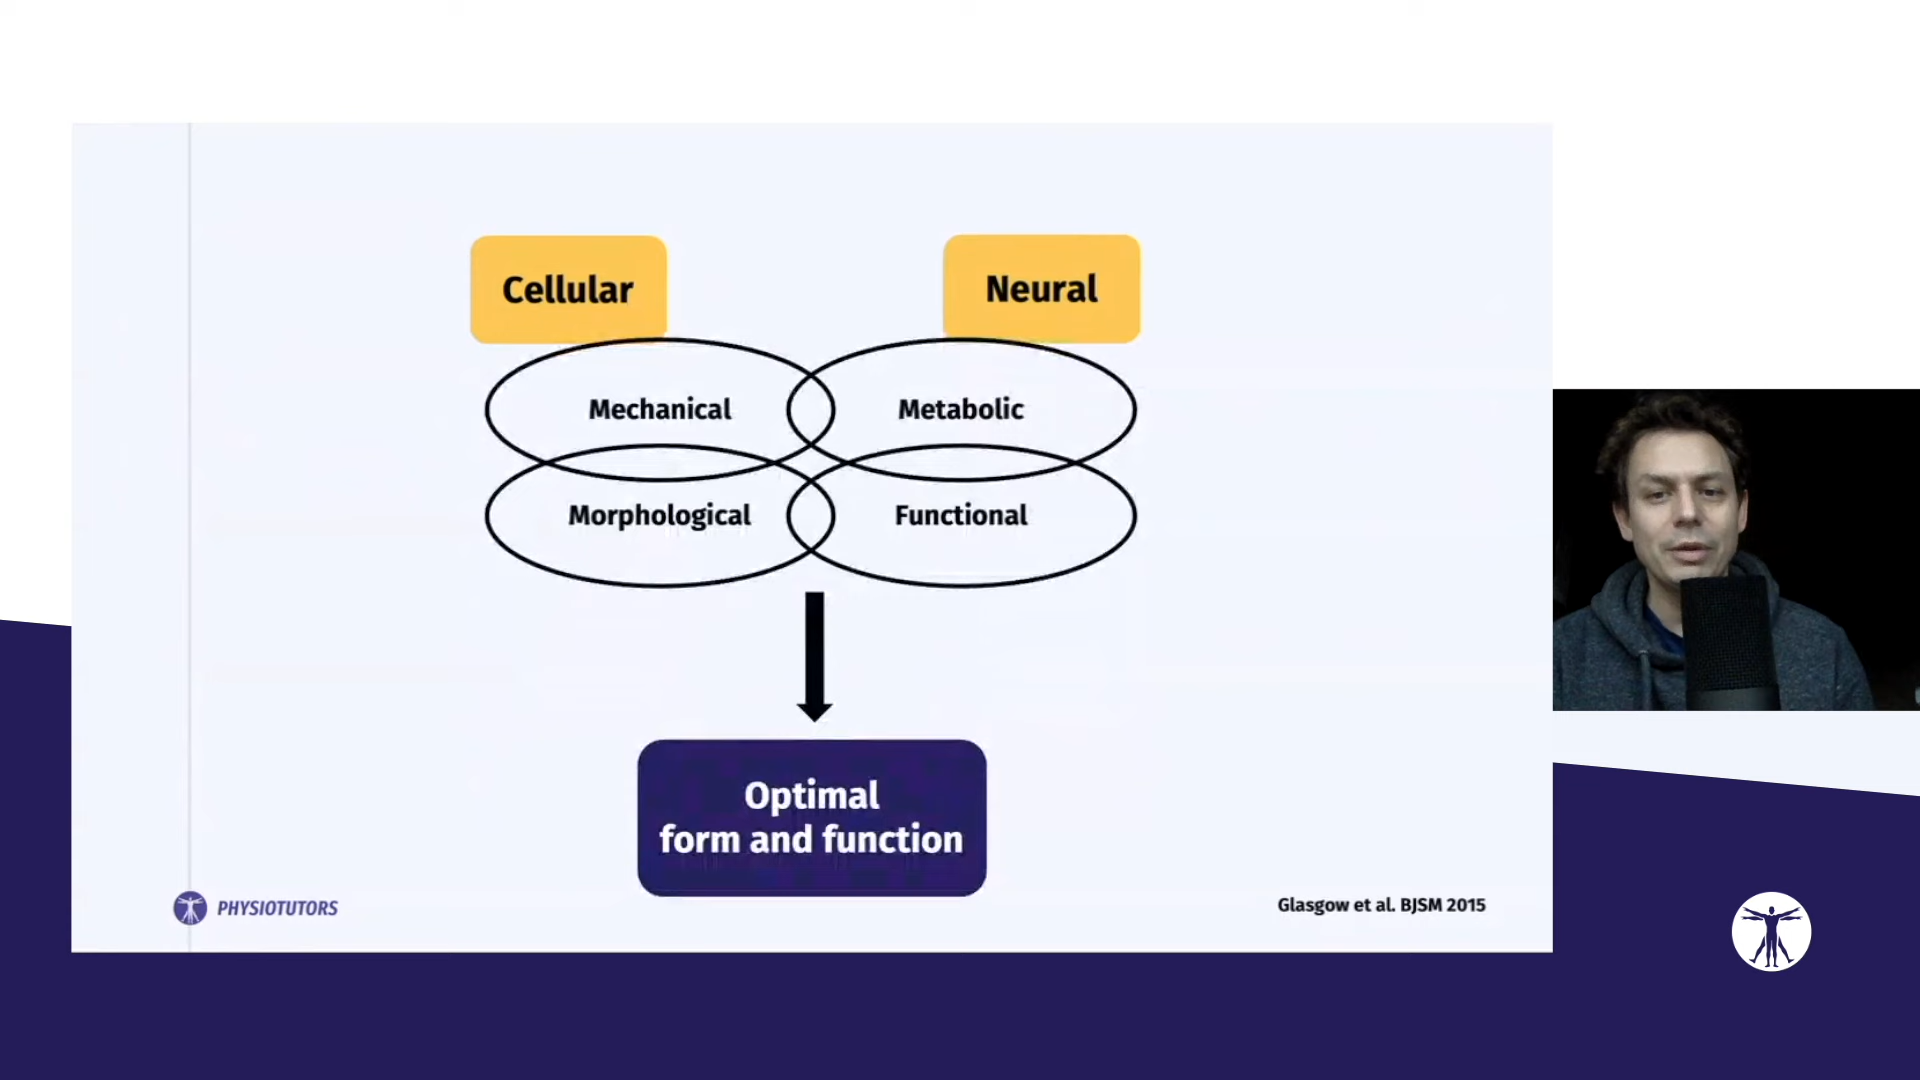 Cellular
Neural
Mechanical
Metabolic
Morphological
Functional
Optimal
form and function
PHYSIOTUTORS
Glasgow et al. BJSM 2015